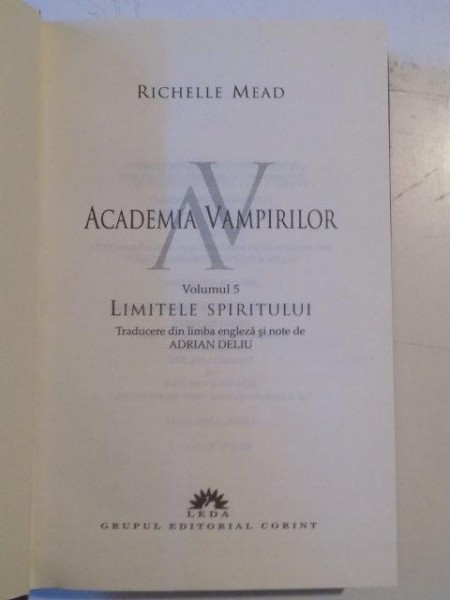 RICHELLE MEAD
AV
ACADEMIA VAMPIRILOR
Volumul 5
LIMITELE SPIRITULUI
Traducere din limba engleză și note de
ADRIAN DELIU
LEDA
GRUPUL EDITORIAL CORINT